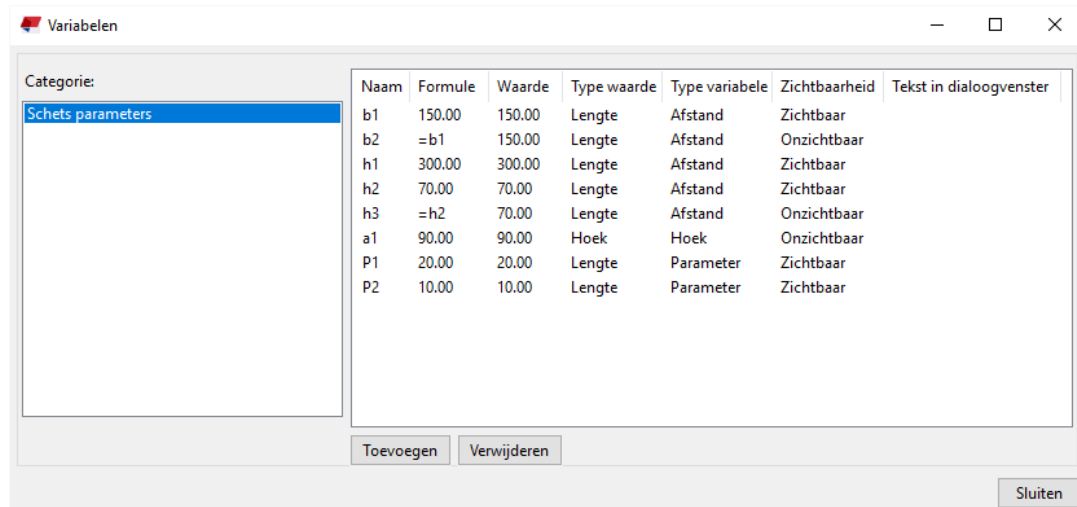 Variabelen
Categorie:
Schets parameters
Naam Formule Waarde Type waarde Type variabele Zichtbaarheid Tekst in dialoogvenster
b1 150.00 150.00 Lengte Afstand Zichtbaar
b2 =b1 150.00 Lengte Afstand Onzichtbaar
h1 300.00 300.00 Lengte Afstand Zichtbaar
h2 70.00 70.00 Lengte Afstand Zichtbaar
h3 =h2 70.00 Lengte Afstand Onzichtbaar
a1 90.00 90.00 Hoek Hoek Onzichtbaar
P1 20.00 20.00 Lengte Parameter Zichtbaar
P2 10.00 10.00 Lengte Parameter Zichtbaar
Toevoegen Verwijderen
Sluiten